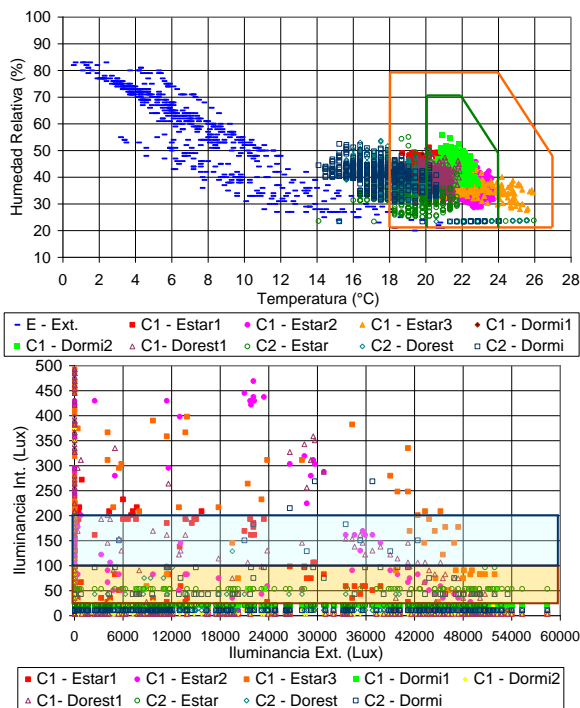 100
90
80
70
60
50
40
30
20
10
Humedad Relativa (%)
0 2 4 6 8 10 12 14 16 18 20 22 24 26 28
Temperatura (°C)
E - Ext. C1 - Estar1 C1 - Estar2 C1 - Estar3 C1 - Dormi1
C1 - Dormi2 C1- Dorest1 C2 - Estar C2 - Dorest C2 - Dormi
500
450
400
350
300
250
200
150
100
50
0
Iluminancia Int. (Lux)
0 6000 12000 18000 24000 30000 36000 42000 48000 54000 60000
Iluminancia Ext. (Lux)
C1 - Estar1 C1 - Estar2 C1 - Estar3 C1 - Dormi1 C1 - Dormi2
C1- Dorest1 C2 - Estar C2 - Dorest C2 - Dormi